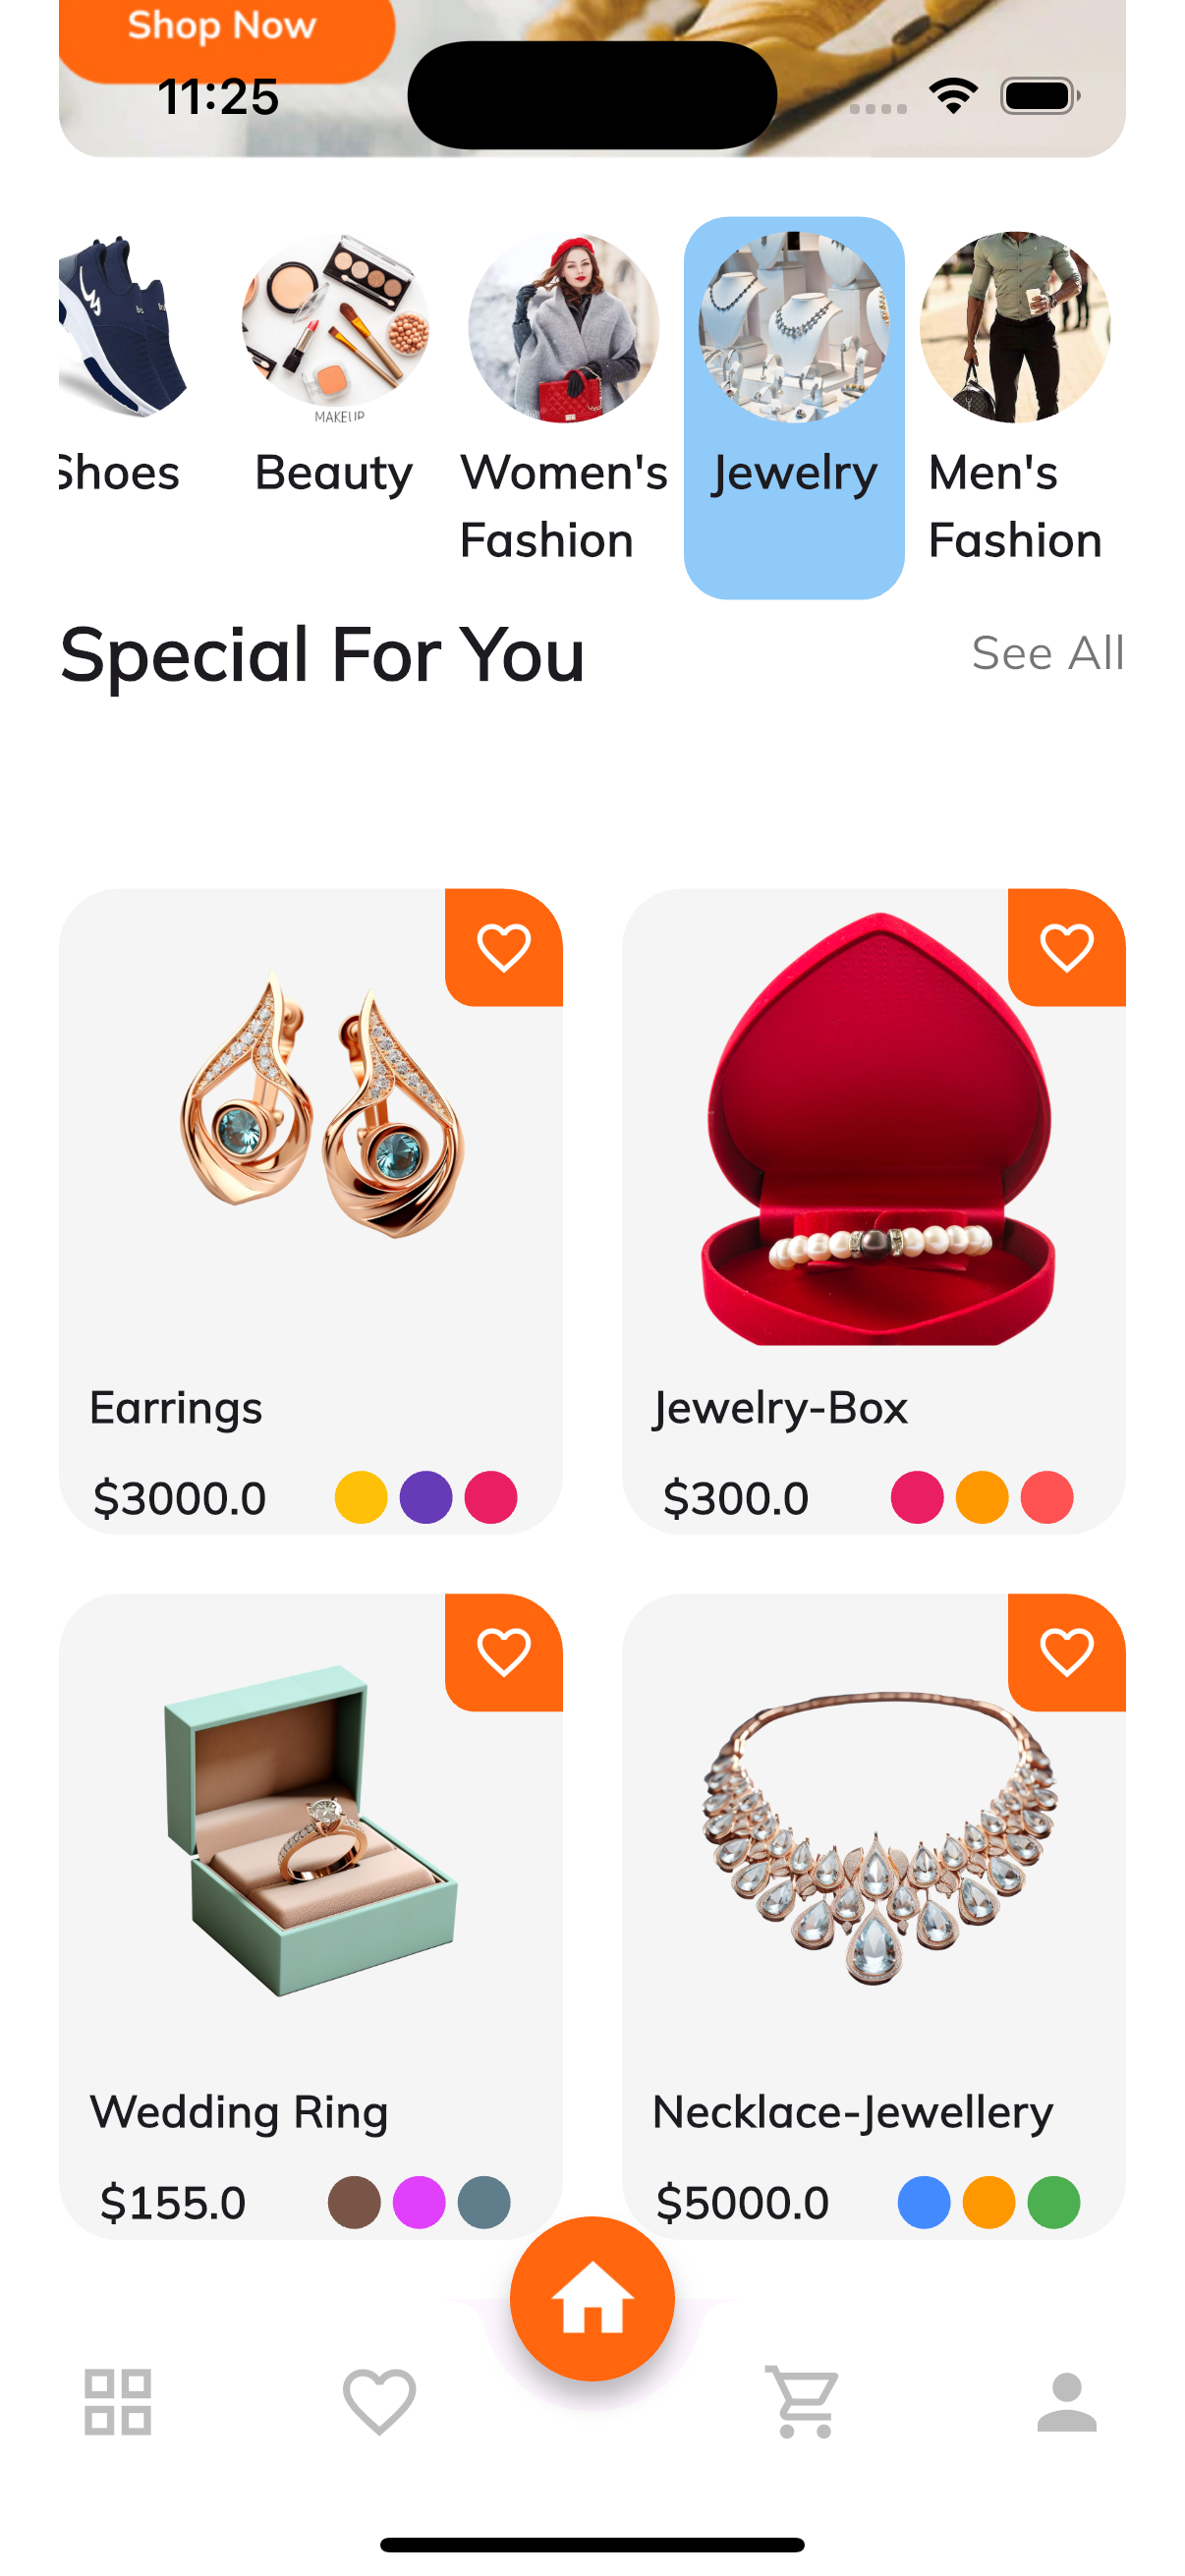 Shop Now
11:25
MAKEUP
Shoes
Beauty
Women's
Fashion
Jewelry
Men's
Fashion
Special For You
See All
Earrings
$3000.0
Jewelry-Box
$300.0
Wedding Ring
$155.0
Necklace-Jewellery
$5000.0